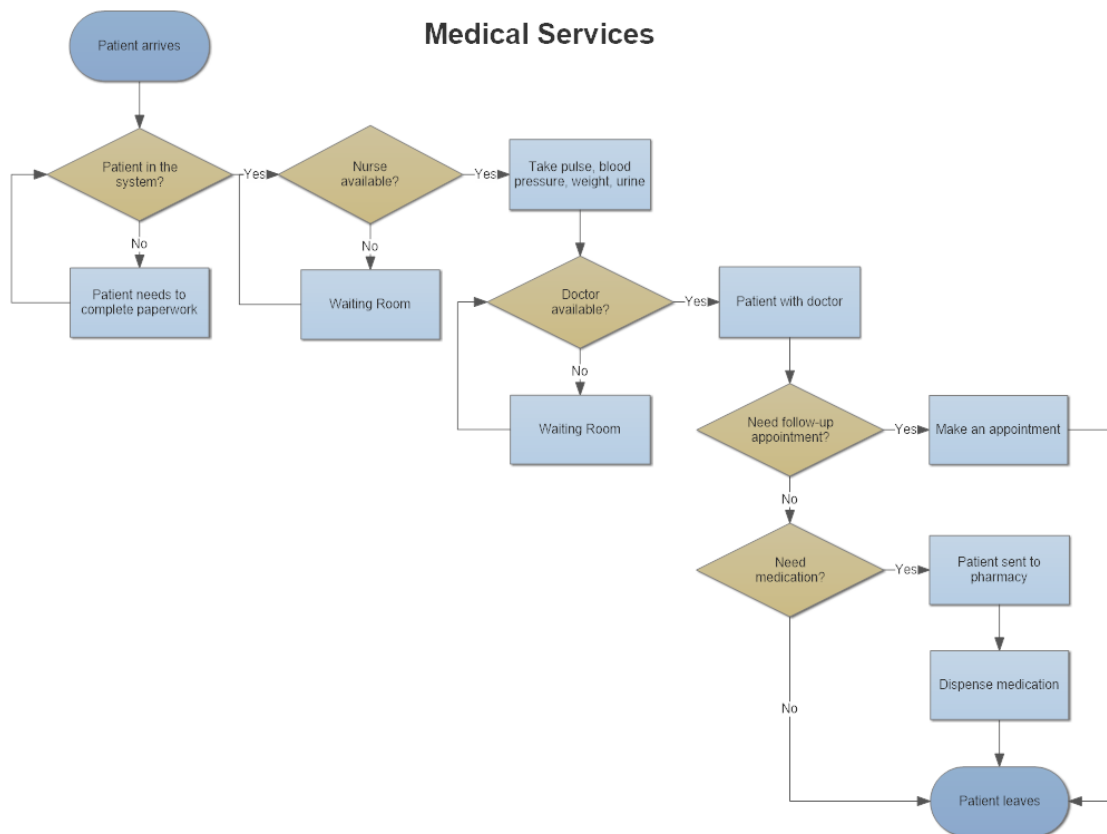 Medical Services
Patient arrives
Patient in the
system?
Yes
Nurse
available?
Yes
Take pulse, blood
pressure, weight, urine
No
No
Patient needs to
complete paperwork
Waiting Room
Doctor
available?
Yes
Patient with doctor
No
Waiting Room
Need follow-up
appointment?
Yes
Make an appointment
No
Need
medication?
Yes
Patient sent to
pharmacy
Dispense medication
No
Patient leaves